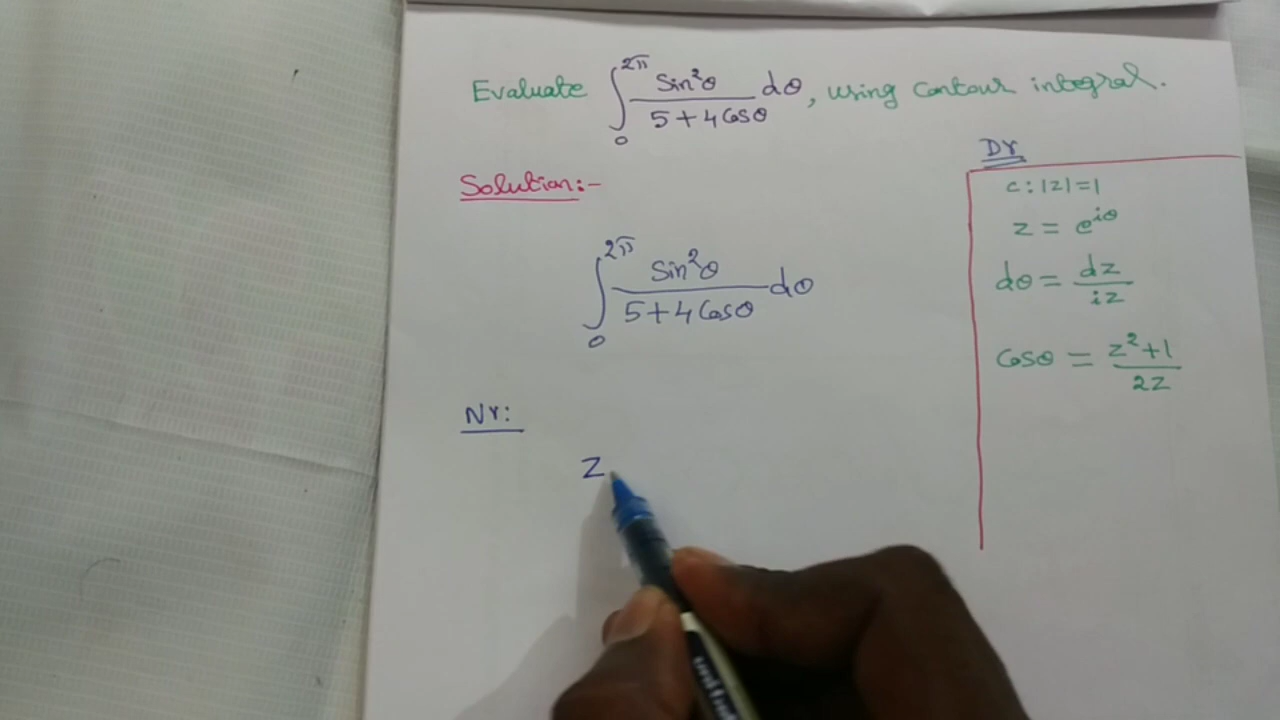 Evaluate ∫₀^2π Sin²θ / 5+4Cosθ dθ, using Contour integral.
Solution:-
∫₀^2π Sin²θ / 5+4Cosθ dθ
Nr:
Z
Dr
c: |z|=1
z = e^iθ
dθ = dz / iz
Cosθ = z²+1 / 2z